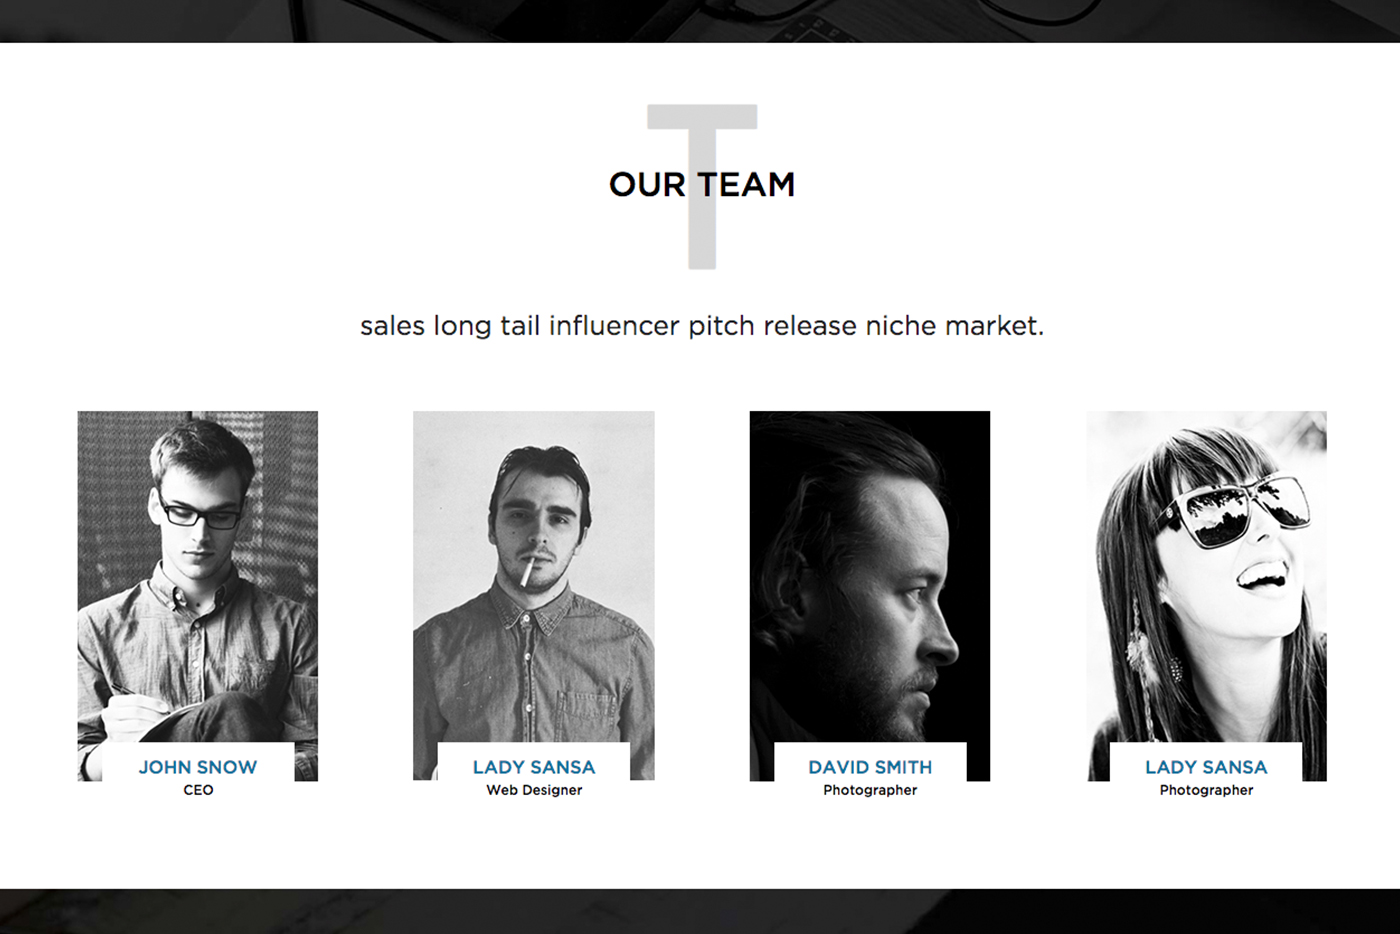 T
OUR TEAM
sales long tail influencer pitch release niche market.
JOHN SNOW
CEO
LADY SANSA
Web Designer
DAVID SMITH
Photographer
LADY SANSA
Photographer